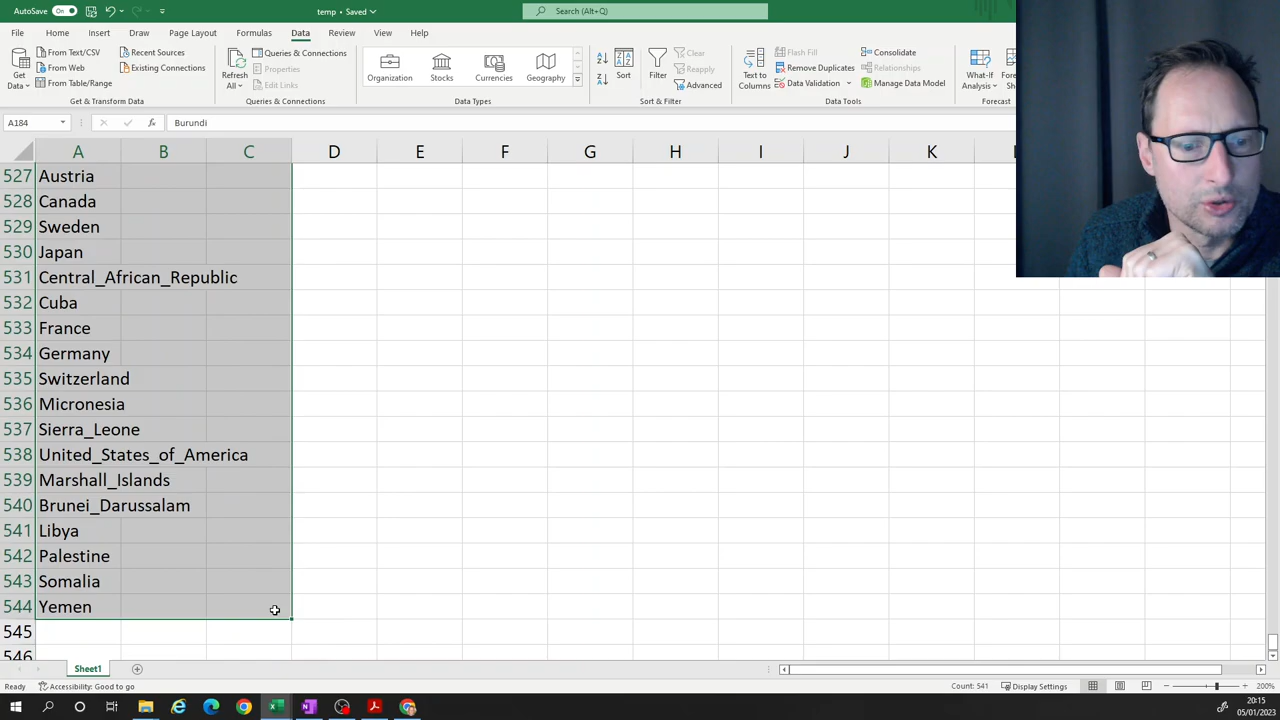 AutoSave On temp • Saved Search (Alt+Q)
File Home Insert Draw Page Layout Formulas Data Review View Help
Get Data From Text/CSV From Web From Table/Range Recent Sources Existing Connections
Get & Transform Data
Refresh All Queries & Connections Properties Edit Links
Queries & Connections
Organization Stocks Currencies Geography
Data Types
Sort Filter Clear Reapply Advanced
Sort & Filter
Text to Columns Flash Fill Remove Duplicates Data Validation Consolidate Relationships Manage Data Model
Data Tools
What-If Analysis
Forecast
A184 fx Burundi
A B C D E F G H I J K
527 Austria
528 Canada
529 Sweden
530 Japan
531 Central_African_Republic
532 Cuba
533 France
534 Germany
535 Switzerland
536 Micronesia
537 Sierra_Leone
538 United_States_of_America
539 Marshall_Islands
540 Brunei_Darussalam
541 Libya
542 Palestine
543 Somalia
544 Yemen
545
546
Sheet1
Ready Accessibility: Good to go Count: 541 Display Settings 200%
20:15
05/01/2023